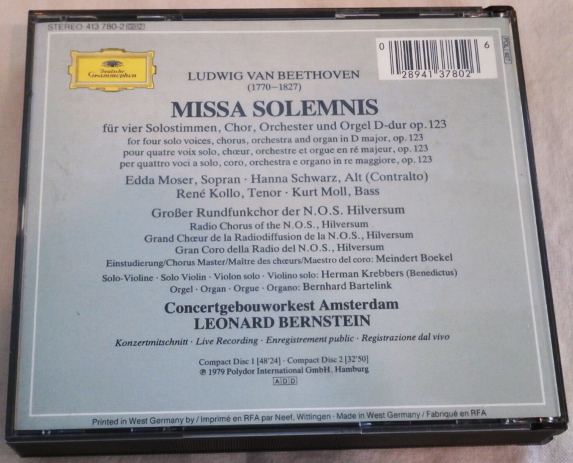 STEREO 413 780-2
Deutsche
Grammophon
0 28941 37802 6
LUDWIG VAN BEETHOVEN
(1770–1827)
MISSA SOLEMNIS
für vier Solostimmen, Chor, Orchester und Orgel D-dur op. 123
for four solo voices, chorus, orchestra and organ in D major, op. 123
pour quatre voix solo, chœur, orchestre et orgue en ré majeur, op. 123
per quattro voci a solo, coro, orchestra e organo in re maggiore, op. 123
Edda Moser, Sopran · Hanna Schwarz, Alt (Contralto)
René Kollo, Tenor · Kurt Moll, Bass
Großer Rundfunkchor der N.O.S. Hilversum
Radio Chorus of the N.O.S., Hilversum
Grand Chœur de la Radiodiffusion de la N.O.S., Hilversum
Gran Coro della Radio del N.O.S., Hilversum
Einstudierung/Chorus Master/Maître des chœurs/Maestro del coro: Meindert Boekel
Solo-Violine · Solo Violin · Violon solo · Violino solo: Herman Krebbers (Benedictus)
Orgel · Organ · Orgue · Organo: Bernhard Bartelink
Concertgebouworkest Amsterdam
LEONARD BERNSTEIN
Konzertmitschnitt · Live Recording · Enregistrement public · Registrazione dal vivo
Compact Disc 1 [48'24] · Compact Disc 2 [32'50]
℗ 1979 Polydor International GmbH, Hamburg
ADD
Printed in West Germany by / Imprimé en RFA par Neef, Wittingen · Made in West Germany / Fabriqué en RFA